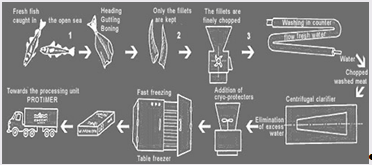 Fresh fish
caught in
the open sea
1
Heading
Gutting
Boning
Only the fillets
are kept
2
The fillets are
finely chopped
3
Washing in counter
flow fresh water
Water
Chopped
washed meat
Centrifugal clarifier
Elimination
of excess
water
Addition of
cryo-protectors
Fast freezing
Table freezer
Towards the processing unit
PROTIMER